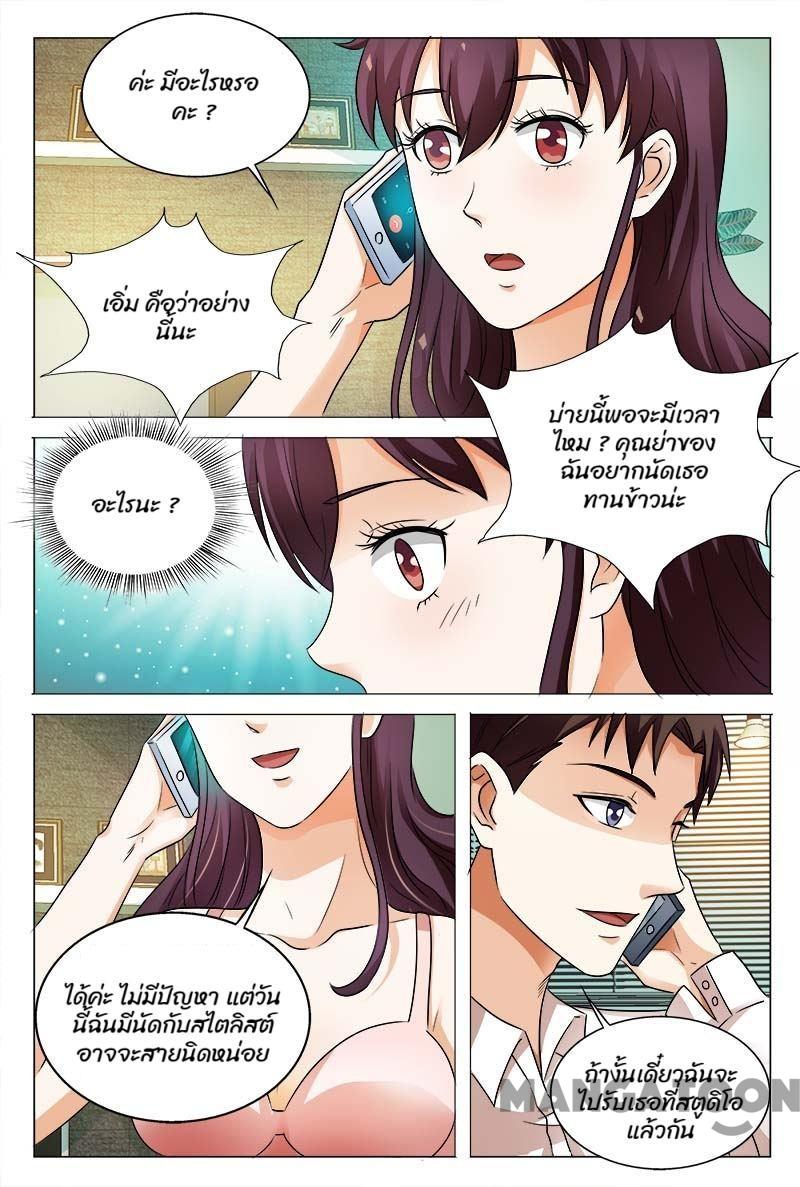 ค่ะ มีอะไรหรอ
คะ ?
เอิ่ม คือว่าอย่าง
นี้นะ
บ่ายนี้พอจะมีเวลา
ไหม ? คุณย่าของ
ฉันอยากนัดเธอ
ทานข้าวน่ะ
อะไรนะ ?
ได้ค่ะ ไม่มีปัญหา แต่วัน
นี้ฉันมีนัดกับสไตลิสต์
อาจจะสายนิดหน่อย
ถ้างั้นเดี๋ยวฉันจะ
ไปรับเธอที่สตูดิโอ
แล้วกัน
MANGATOON